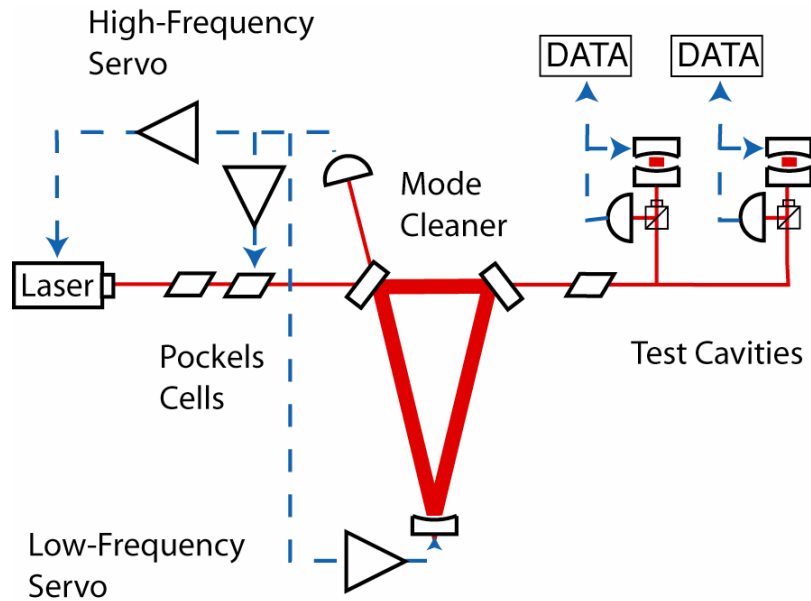 High-Frequency
Servo
DATA DATA
Mode
Cleaner
Laser
Pockels
Cells
Test Cavities
Low-Frequency
Servo